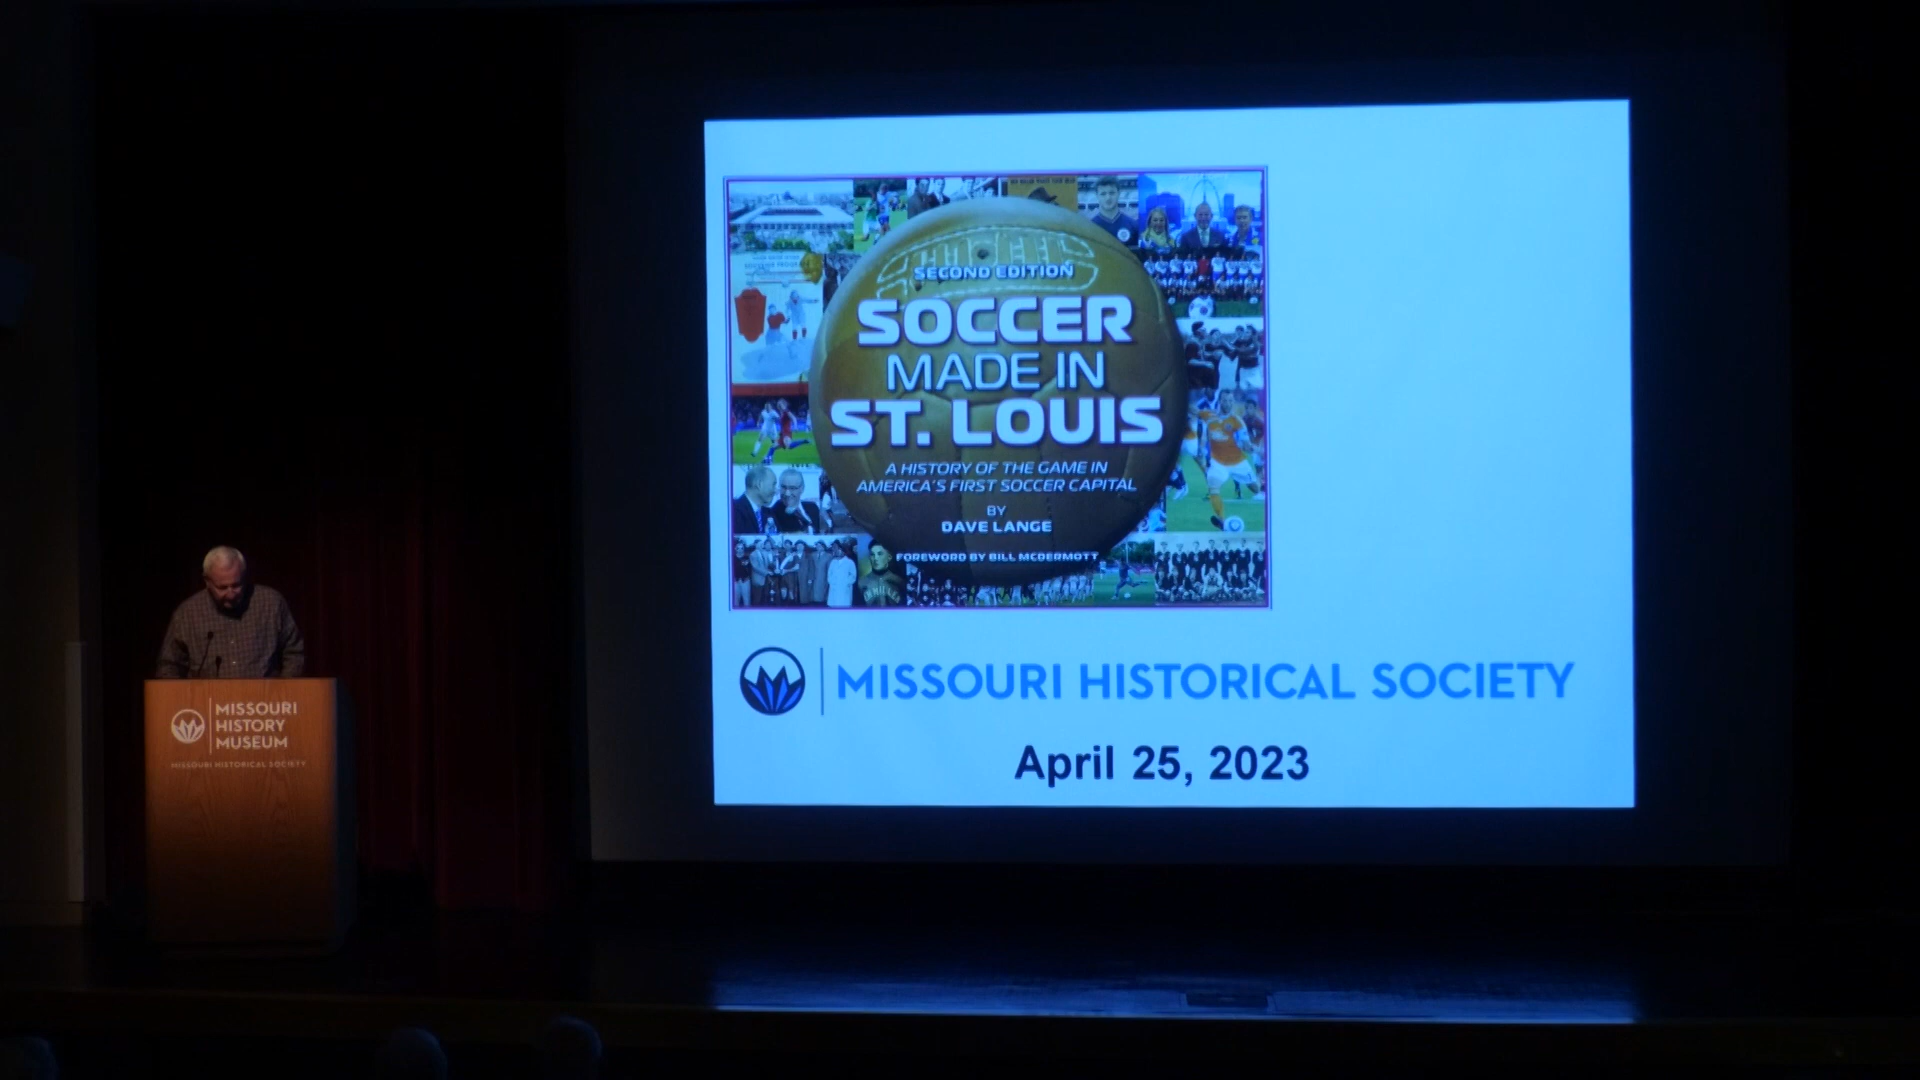 SECOND EDITION
SOCCER
MADE IN
ST. LOUIS
A HISTORY OF THE GAME IN
AMERICA'S FIRST SOCCER CAPITAL
BY
DAVE LANGE
FOREWORD BY BILL MCDERMOTT
MISSOURI HISTORICAL SOCIETY
April 25, 2023
MISSOURI
HISTORY
MUSEUM
MISSOURI HISTORICAL SOCIETY